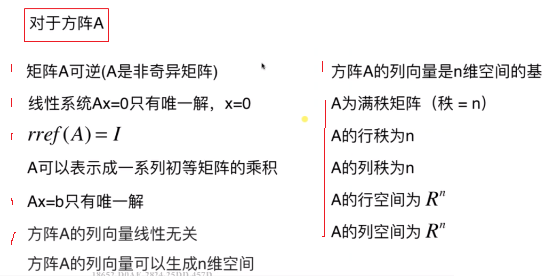 对于方阵A
矩阵A可逆(A是非奇异矩阵)
线性系统Ax=0只有唯一解，x=0
rref(A) = I
A可以表示成一系列初等矩阵的乘积
Ax=b只有唯一解
方阵A的列向量线性无关
方阵A的列向量可以生成n维空间
方阵A的列向量是n维空间的基
A为满秩矩阵（秩 = n）
A的行秩为n
A的列秩为n
A的行空间为 Rⁿ
A的列空间为 Rⁿ